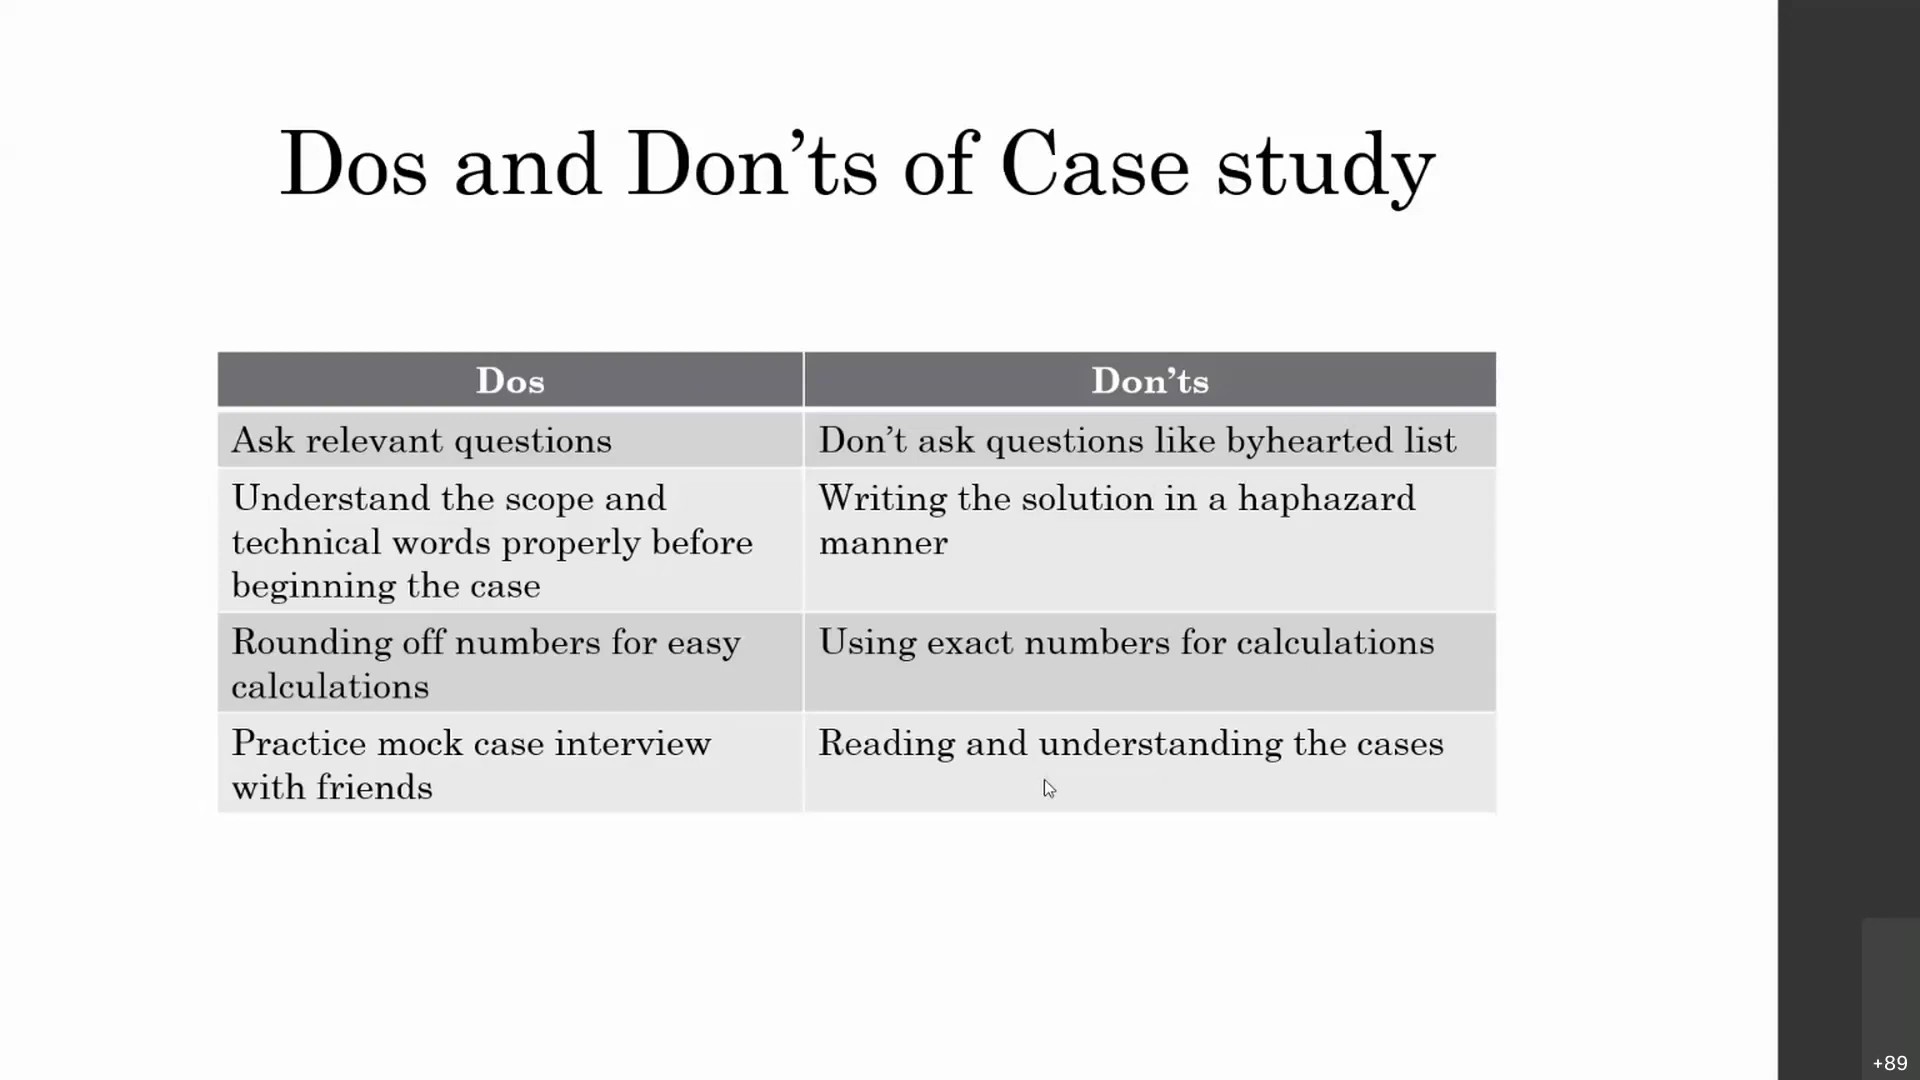 Dos and Don’ts of Case study
Dos
Don’ts
Ask relevant questions
Don’t ask questions like byhearted list
Understand the scope and
technical words properly before
beginning the case
Writing the solution in a haphazard
manner
Rounding off numbers for easy
calculations
Using exact numbers for calculations
Practice mock case interview
with friends
Reading and understanding the cases
+89